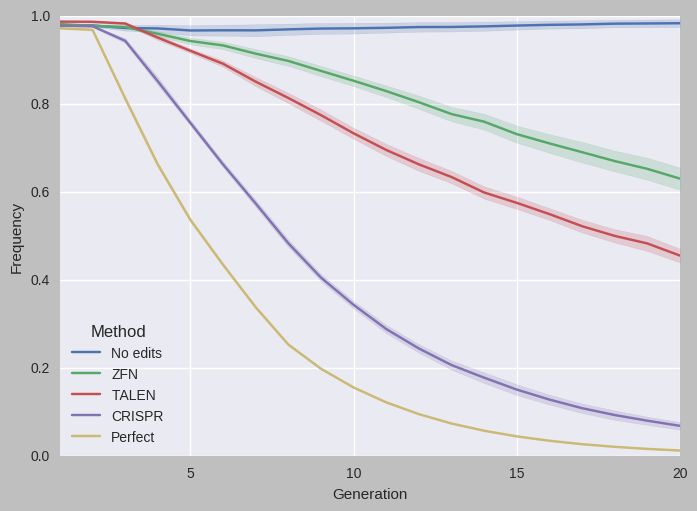 1.0
0.8
0.6
0.4
0.2
0.0
Frequency
Method
No edits
ZFN
TALEN
CRISPR
Perfect
5 10 15 20
Generation